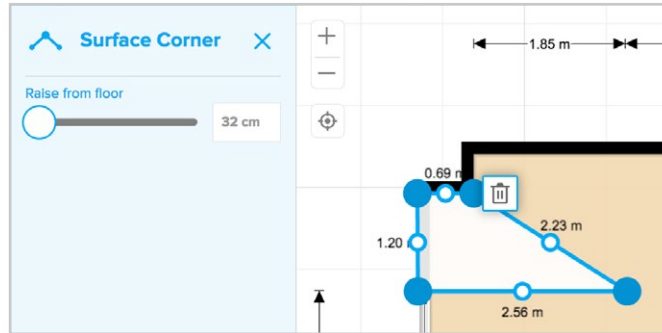 Surface Corner
Raise from floor
32 cm
1.85 m
0.69 m
2.23 m
1.20
2.56 m